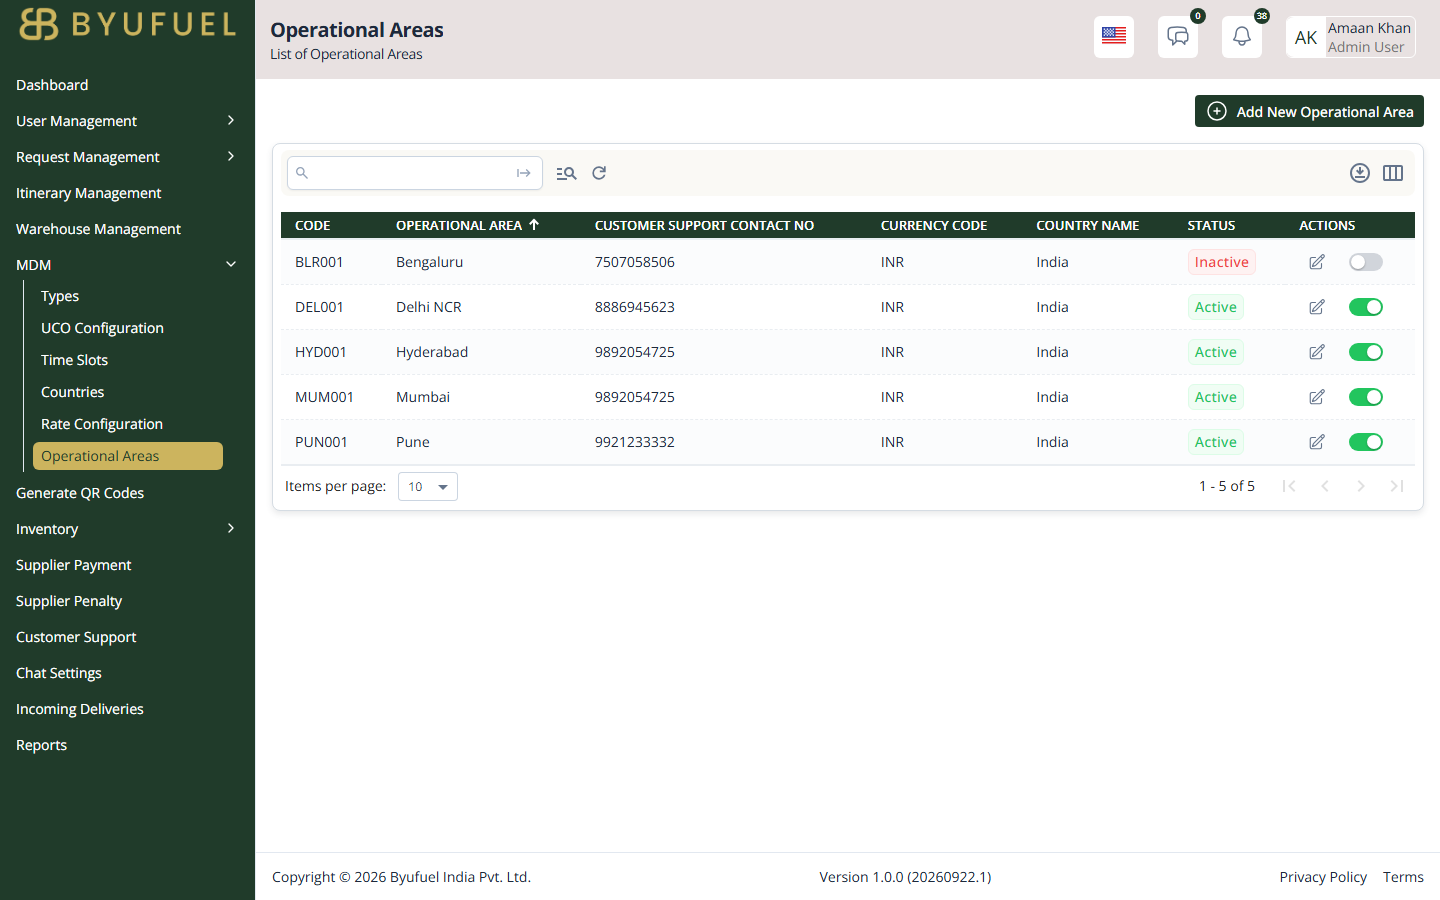 BYUFUEL
Dashboard
User Management
Request Management
Itinerary Management
Warehouse Management
MDM
Types
UCO Configuration
Time Slots
Countries
Rate Configuration
Operational Areas
Generate QR Codes
Inventory
Supplier Payment
Supplier Penalty
Customer Support
Chat Settings
Incoming Deliveries
Reports
Operational Areas
List of Operational Areas
0
38
AK
Amaan Khan
Admin User
Add New Operational Area
CODE OPERATIONAL AREA CUSTOMER SUPPORT CONTACT NO CURRENCY CODE COUNTRY NAME STATUS ACTIONS
BLR001 Bengaluru 7507058506 INR India Inactive
DEL001 Delhi NCR 8886945623 INR India Active
HYD001 Hyderabad 9892054725 INR India Active
MUM001 Mumbai 9892054725 INR India Active
PUN001 Pune 9921233332 INR India Active
Items per page: 10 1 - 5 of 5
Copyright © 2026 Byufuel India Pvt. Ltd. Version 1.0.0 (20260922.1) Privacy Policy Terms